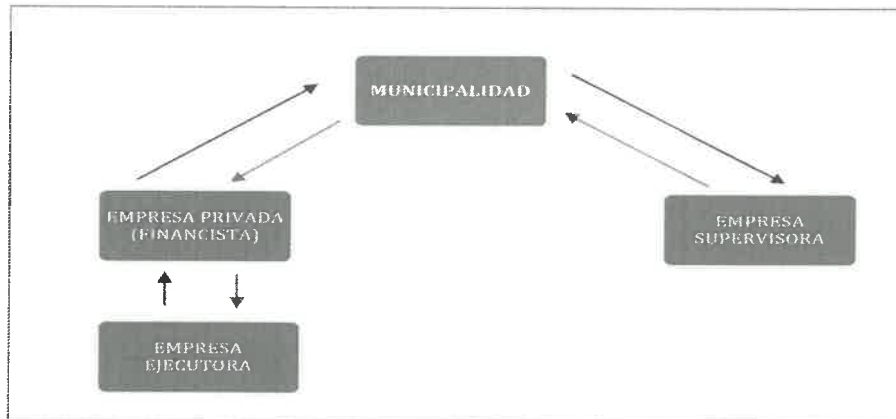 MUNICIPALIDAD
EMPRESA PRIVADA
(FINANCISTA)
EMPRESA
SUPERVISORA
EMPRESA
EJECUTORA